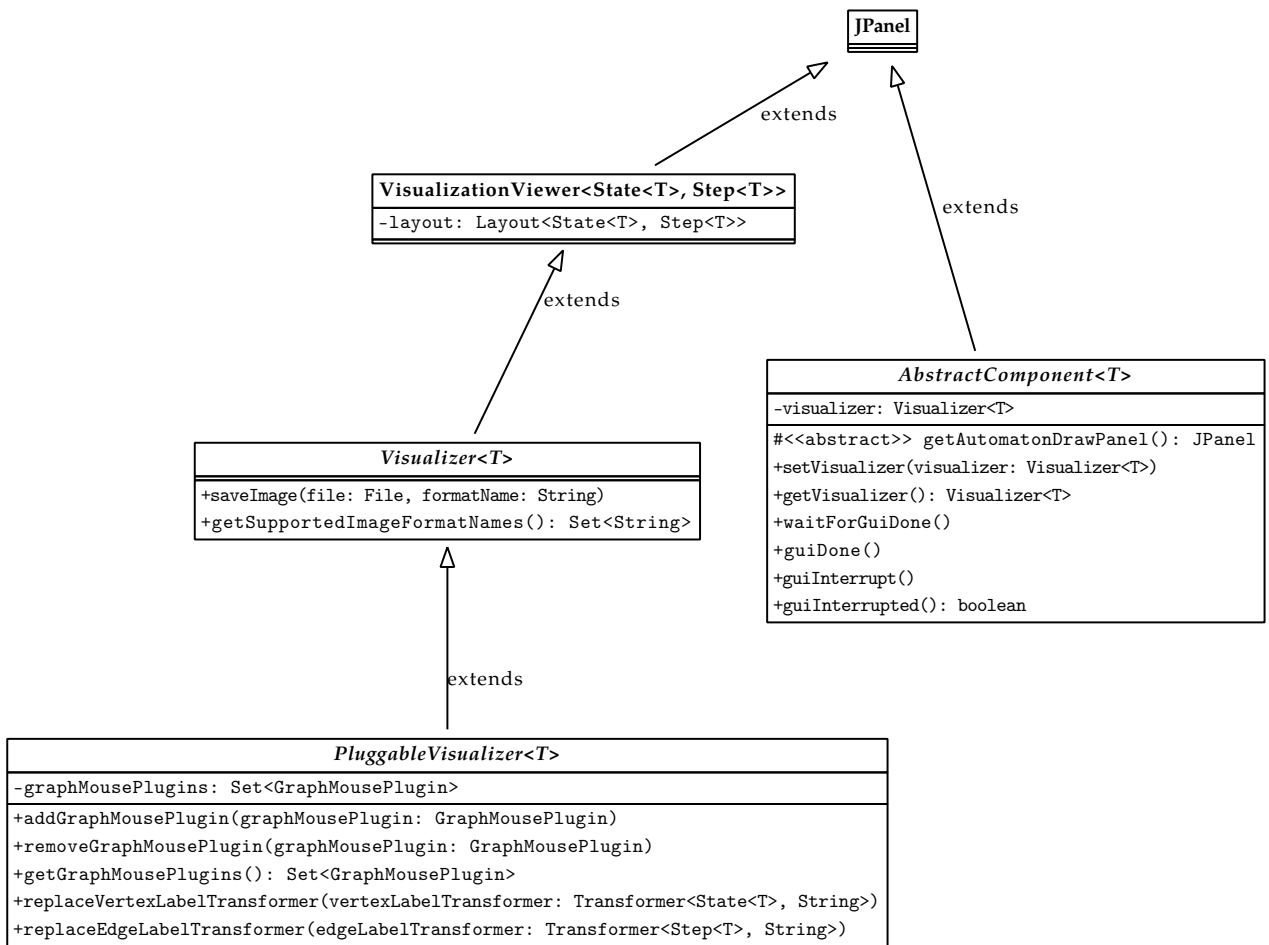 JPanel
extends
VisualizationViewer<State<T>, Step<T>>
-layout: Layout<State<T>, Step<T>>
extends
extends
AbstractComponent<T>
-visualizer: Visualizer<T>
#<<abstract>> getAutomatonDrawPanel(): JPanel
+setVisualizer(visualizer: Visualizer<T>)
+getVisualizer(): Visualizer<T>
+waitForGuiDone()
+guiDone()
+guiInterrupt()
+guiInterrupted(): boolean
Visualizer<T>
+saveImage(file: File, formatName: String)
+getSupportedImageFormatNames(): Set<String>
extends
PluggableVisualizer<T>
-graphMousePlugins: Set<GraphMousePlugin>
+addGraphMousePlugin(graphMousePlugin: GraphMousePlugin)
+removeGraphMousePlugin(graphMousePlugin: GraphMousePlugin)
+getGraphMousePlugins(): Set<GraphMousePlugin>
+replaceVertexLabelTransformer(vertexLabelTransformer: Transformer<State<T>, String>)
+replaceEdgeLabelTransformer(edgeLabelTransformer: Transformer<Step<T>, String>)